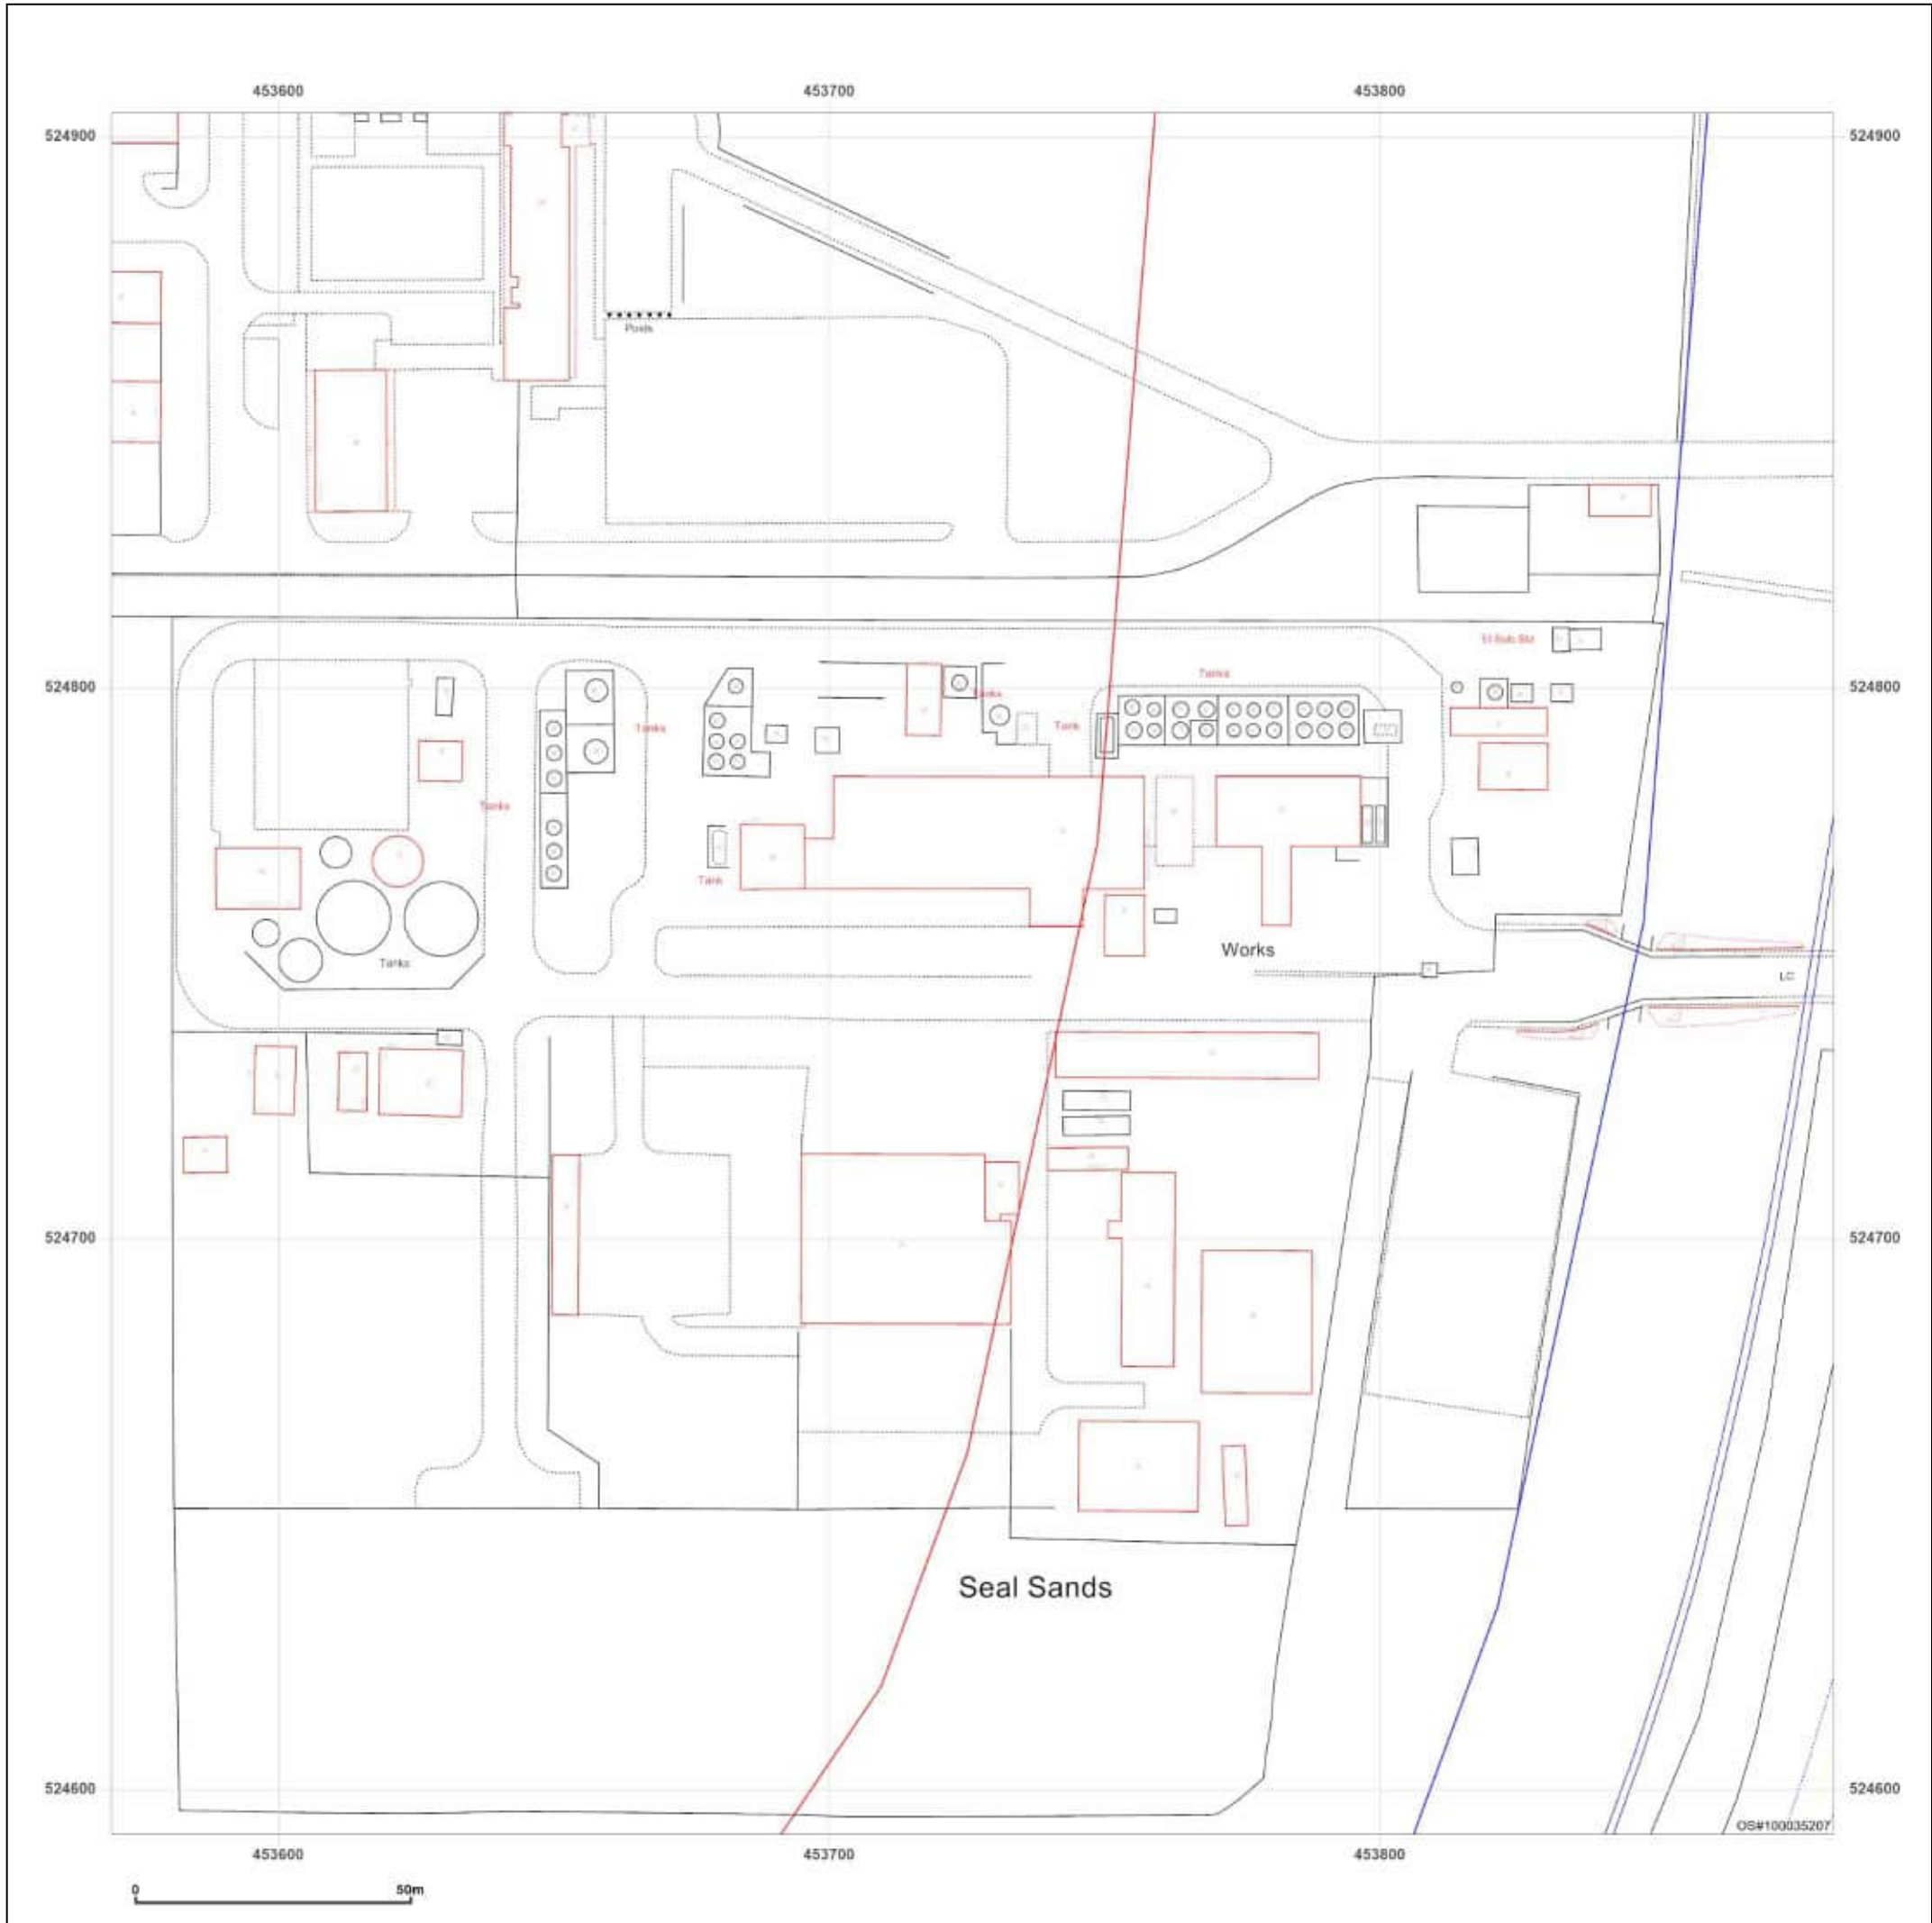 453600 453700 453800
524900 524900
Posts
El Sub Sta
524800 Tanks 524800
Tanks
Tanks Tank
Tanks
Tank
Works
Tanks
LC
524700 524700
Seal Sands
524600 524600
OS#100035207
453600 453700 453800
0 50m